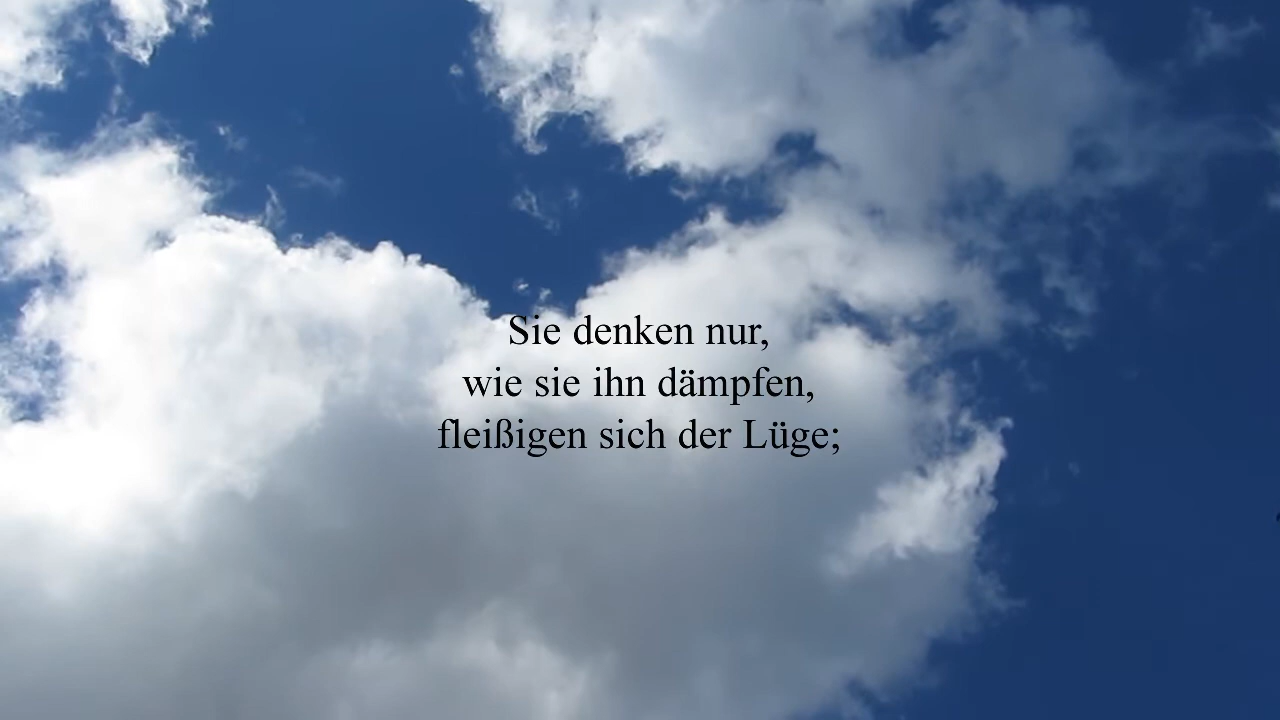 Sie denken nur,
wie sie ihn dämpfen,
fleißigen sich der Lüge;